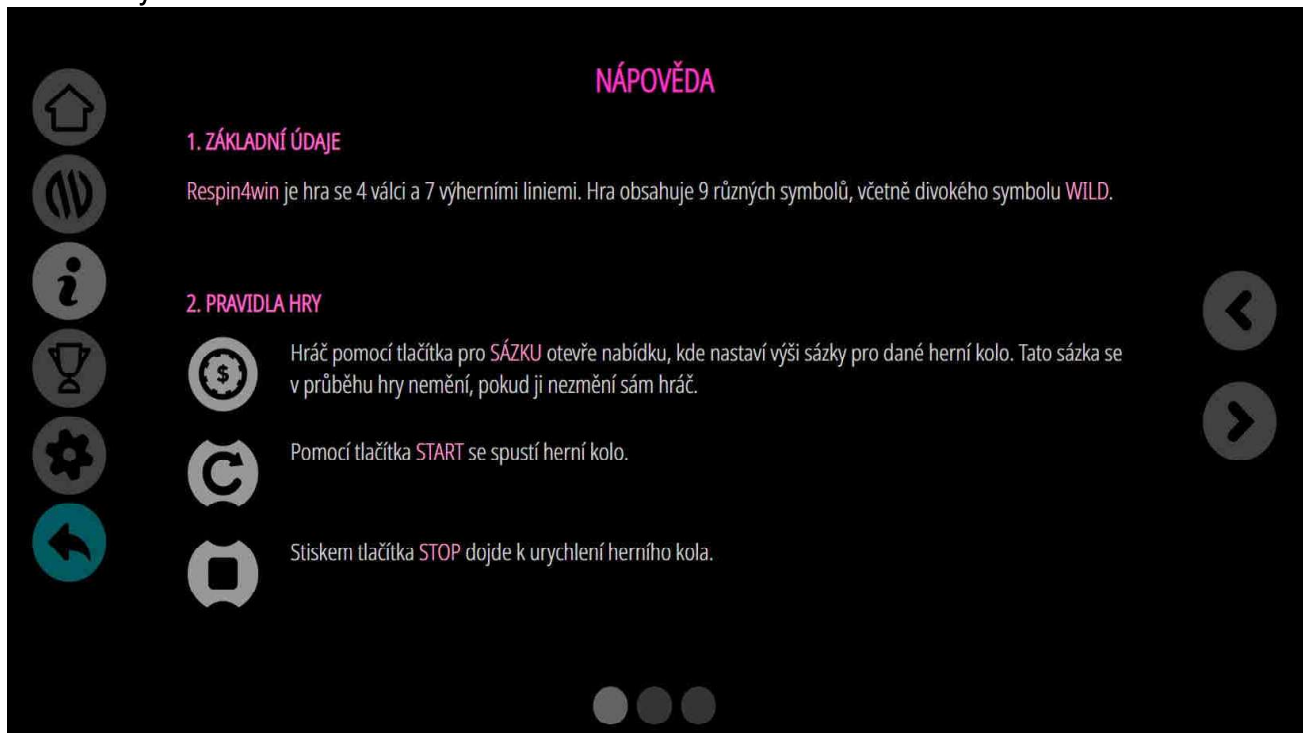 NÁPOVĚDA
1. ZÁKLADNÍ ÚDAJE
Respin4win je hra se 4 válci a 7 výherními liniemi. Hra obsahuje 9 různých symbolů, včetně divokého symbolu WILD.
2. PRAVIDLA HRY
Hráč pomocí tlačítka pro SÁZKU otevře nabídku, kde nastaví výši sázky pro dané herní kolo. Tato sázka se
v průběhu hry nemění, pokud ji nezmění sám hráč.
Pomocí tlačítka START se spustí herní kolo.
Stiskem tlačítka STOP dojde k urychlení herního kola.